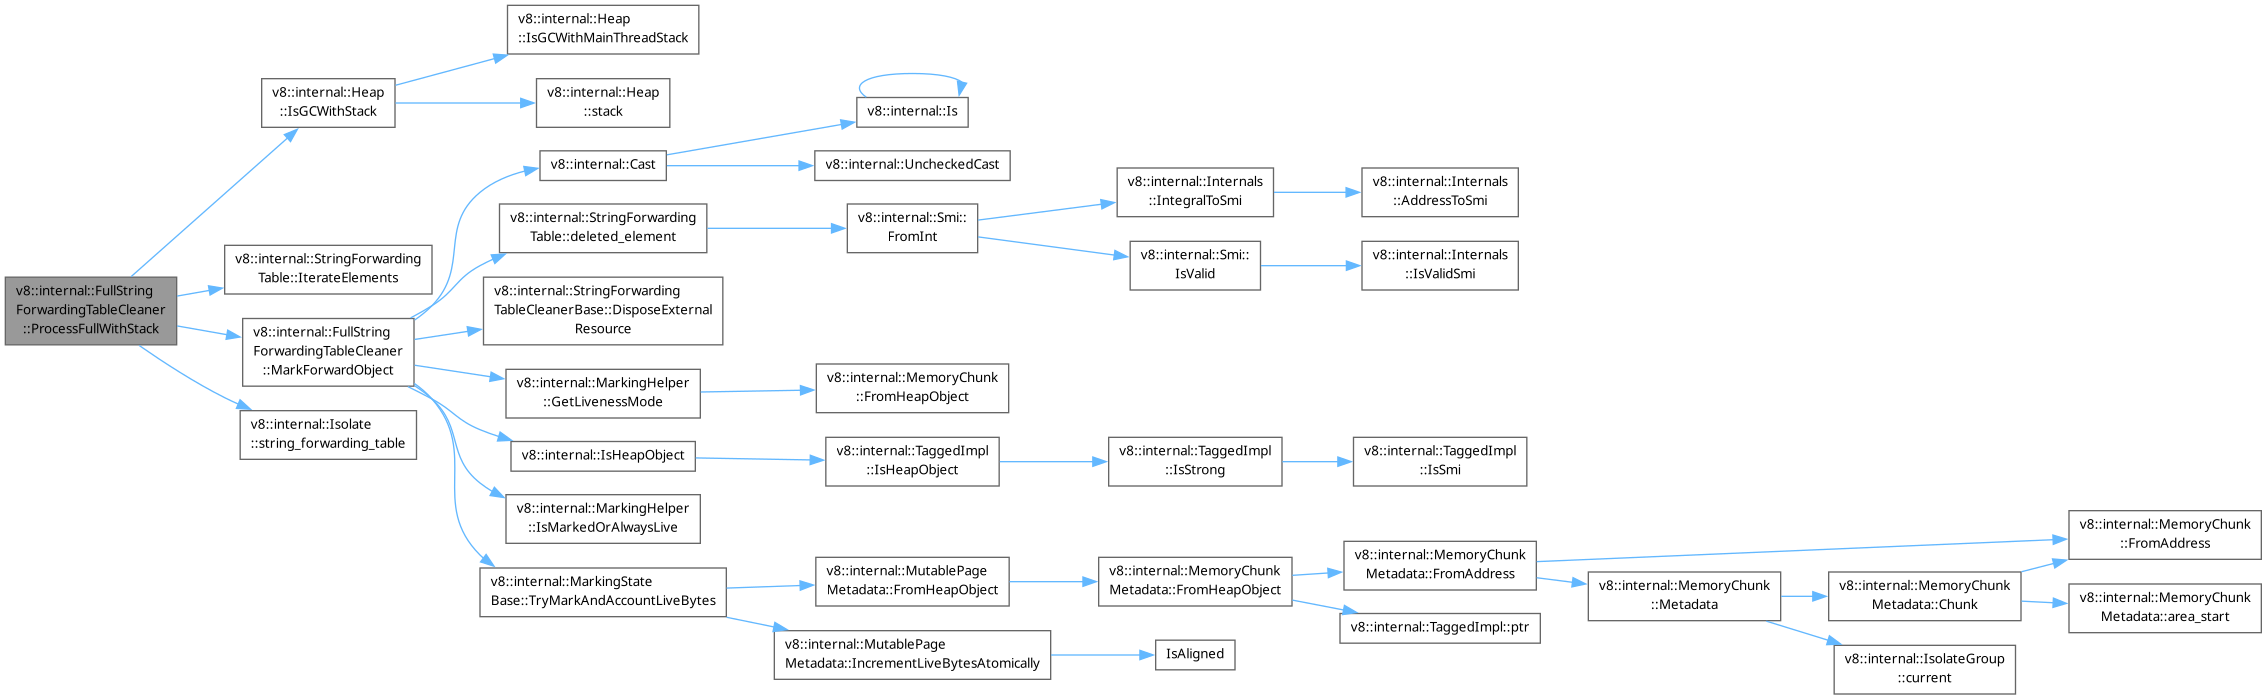 v8::internal::FullString
ForwardingTableCleaner
::ProcessFullWithStack
v8::internal::Heap
::IsGCWithStack
v8::internal::Heap
::IsGCWithMainThreadStack
v8::internal::Heap
::stack
v8::internal::StringForwarding
Table::IterateElements
v8::internal::FullString
ForwardingTableCleaner
::MarkForwardObject
v8::internal::Isolate
::string_forwarding_table
v8::internal::Cast
v8::internal::Is
v8::internal::UncheckedCast
v8::internal::StringForwarding
Table::deleted_element
v8::internal::Smi::
FromInt
v8::internal::Internals
::IntegralToSmi
v8::internal::Internals
::AddressToSmi
v8::internal::Smi::
IsValid
v8::internal::Internals
::IsValidSmi
v8::internal::StringForwarding
TableCleanerBase::DisposeExternal
Resource
v8::internal::MarkingHelper
::GetLivenessMode
v8::internal::MemoryChunk
::FromHeapObject
v8::internal::IsHeapObject
v8::internal::TaggedImpl
::IsHeapObject
v8::internal::TaggedImpl
::IsStrong
v8::internal::TaggedImpl
::IsSmi
v8::internal::MarkingHelper
::IsMarkedOrAlwaysLive
v8::internal::MarkingState
Base::TryMarkAndAccountLiveBytes
v8::internal::MutablePage
Metadata::FromHeapObject
v8::internal::MemoryChunk
Metadata::FromHeapObject
v8::internal::MemoryChunk
Metadata::FromAddress
v8::internal::MemoryChunk
::FromAddress
v8::internal::MemoryChunk
::Metadata
v8::internal::MemoryChunk
Metadata::Chunk
v8::internal::MemoryChunk
Metadata::area_start
v8::internal::IsolateGroup
::current
v8::internal::TaggedImpl::ptr
v8::internal::MutablePage
Metadata::IncrementLiveBytesAtomically
IsAligned